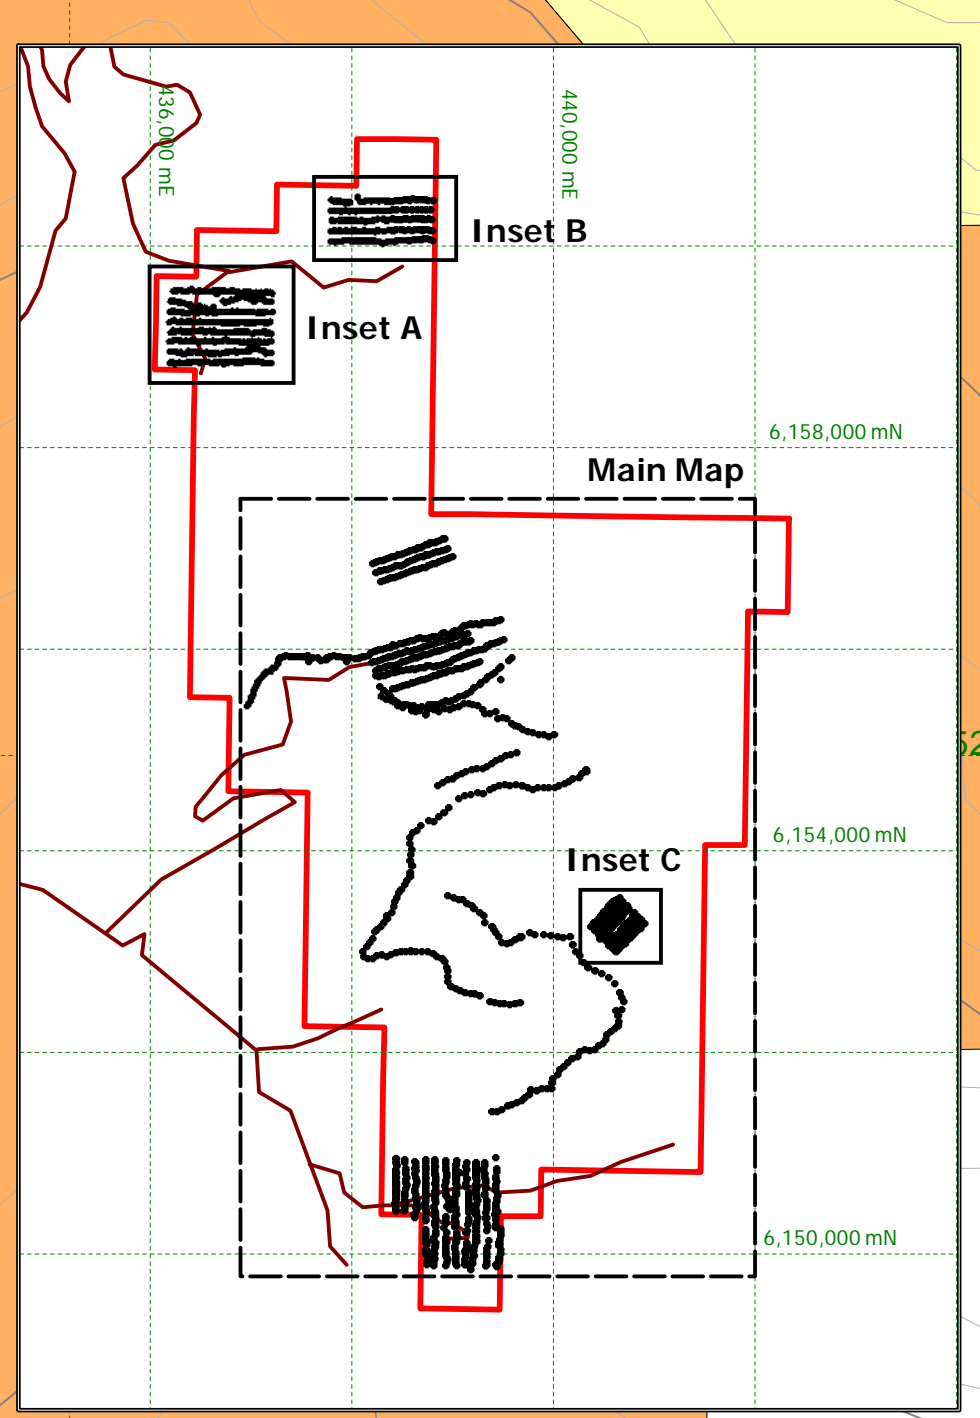 436,000 mE
440,000 mE
Inset B
Inset A
6,158,000 mN
Main Map
52
6,154,000 mN
Inset C
6,150,000 mN